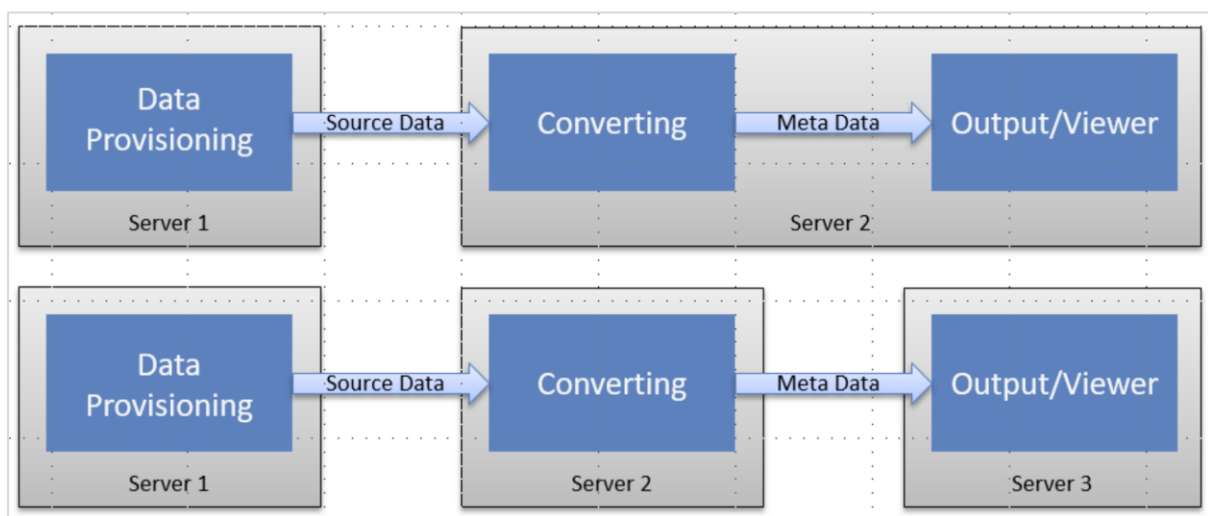 Data
Provisioning
Source Data
Converting
Meta Data
Output/Viewer
Server 1
Server 2
Data
Provisioning
Source Data
Converting
Meta Data
Output/Viewer
Server 1
Server 2
Server 3